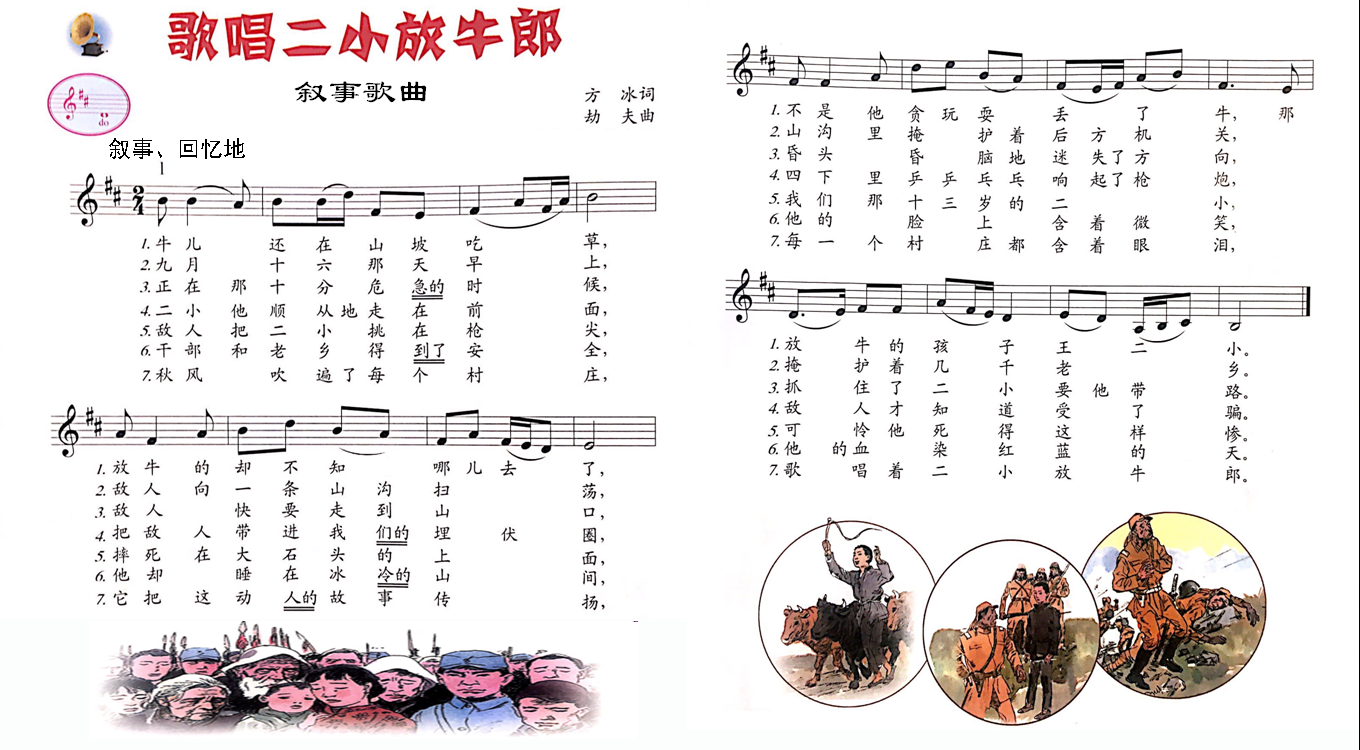 歌唱二小放牛郎
叙事歌曲
方 冰词
劫 夫曲
do
叙事、回忆地
1
2
4
1.牛儿 还在山坡吃 草，
2.九月 十六那天早 上，
3.正在那十分危急的时 候，
4.二小他顺从地走在前 面，
5.敌人把二小挑在枪 尖，
6.干部和老乡得到了安 全，
7.秋风 吹遍了每个村 庄，
1.放牛的却不知 哪儿去 了，
2.敌人向一条山沟扫 荡，
3.敌人 快要走到山 口，
4.把敌人带进我们的埋伏 圈，
5.摔死在大石头的上 面，
6.他却 睡在冰冷的山 间，
7.它把这动人的故事传 扬，
1.不是他贪玩耍 丢 了 牛， 那
2.山沟里掩 护着后方机 关，
3.昏头 昏 脑地迷失了方 向，
4.四下里乒乒乓乓响起了枪 炮，
5.我们那十三岁的二 小，
6.他的 脸 上 含着微 笑，
7.每一个村 庄都含着眼 泪，
1.放 牛的孩 子王 二 小。
2.掩 护着几 千老 乡。
3.抓 住了二 小要他带 路。
4.敌 人才知 道受 了 骗。
5.可 怜他死 得这 样 惨。
6.他 的血染 红蓝 的 天。
7.歌 唱着二 小放 牛 郎。